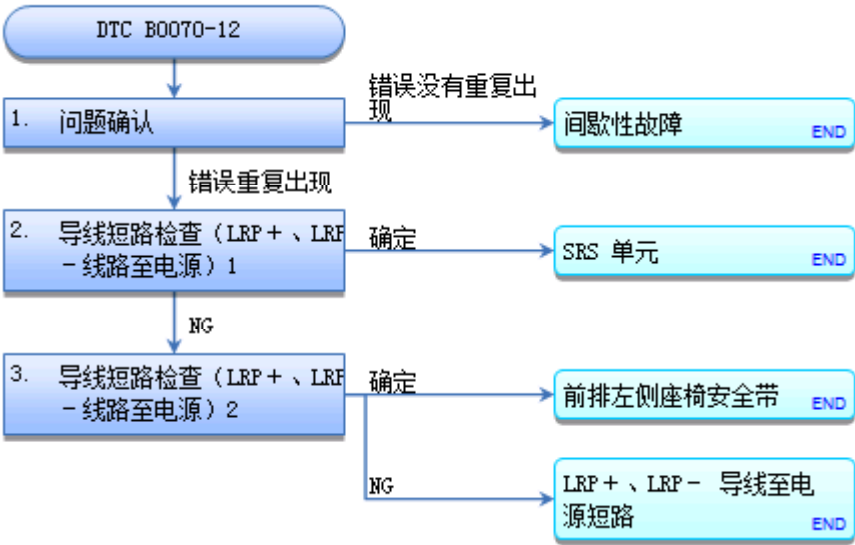 DTC B0070-12
错误没有重复出
现
1. 问题确认
间歇性故障
END
错误重复出现
2. 导线短路检查（LRP＋、LRP
－线路至电源）1
确定
SRS 单元
END
NG
3. 导线短路检查（LRP＋、LRP
－线路至电源）2
确定
前排左侧座椅安全带
END
NG
LRP＋、LRP－ 导线至电
源短路
END